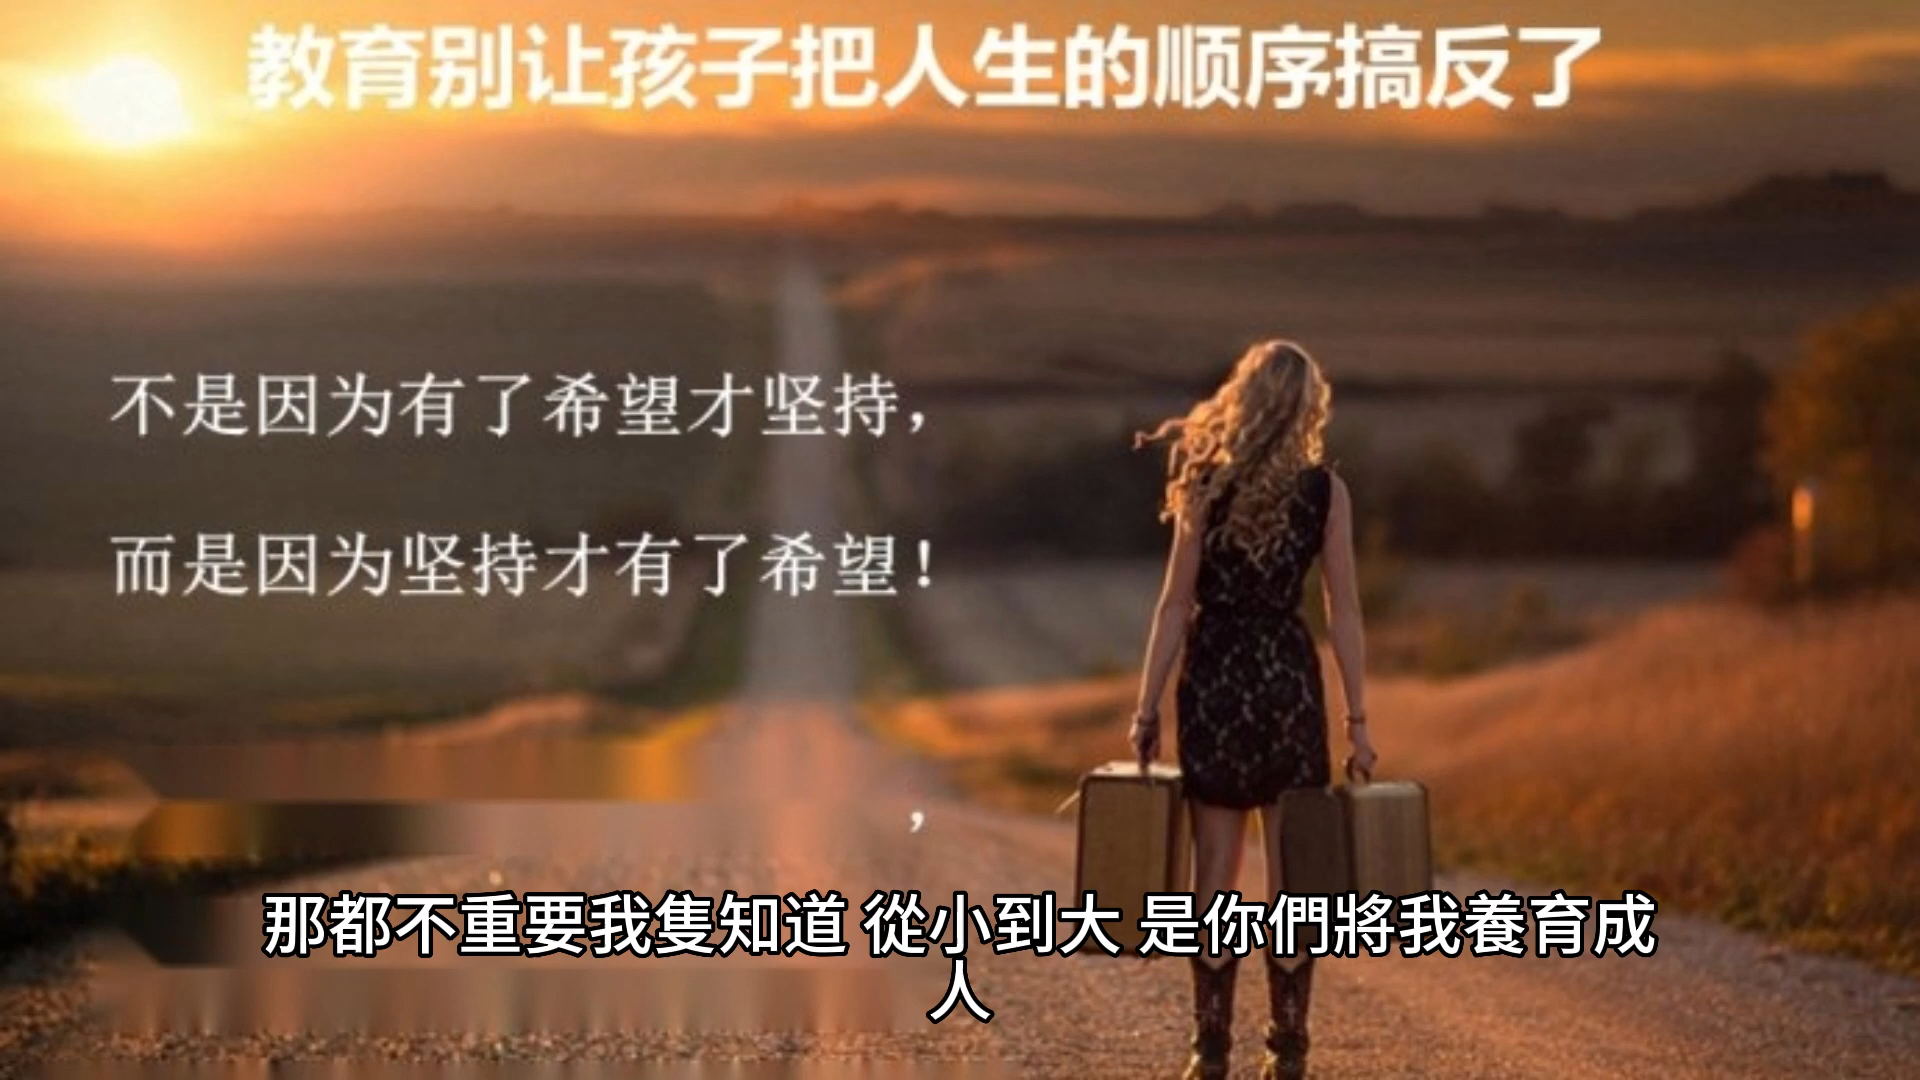 教育别让孩子把人生的顺序搞反了
不是因为有了希望才坚持，
而是因为坚持才有了希望！
，
那都不重要我隻知道 從小到大 是你們將我養育成
人